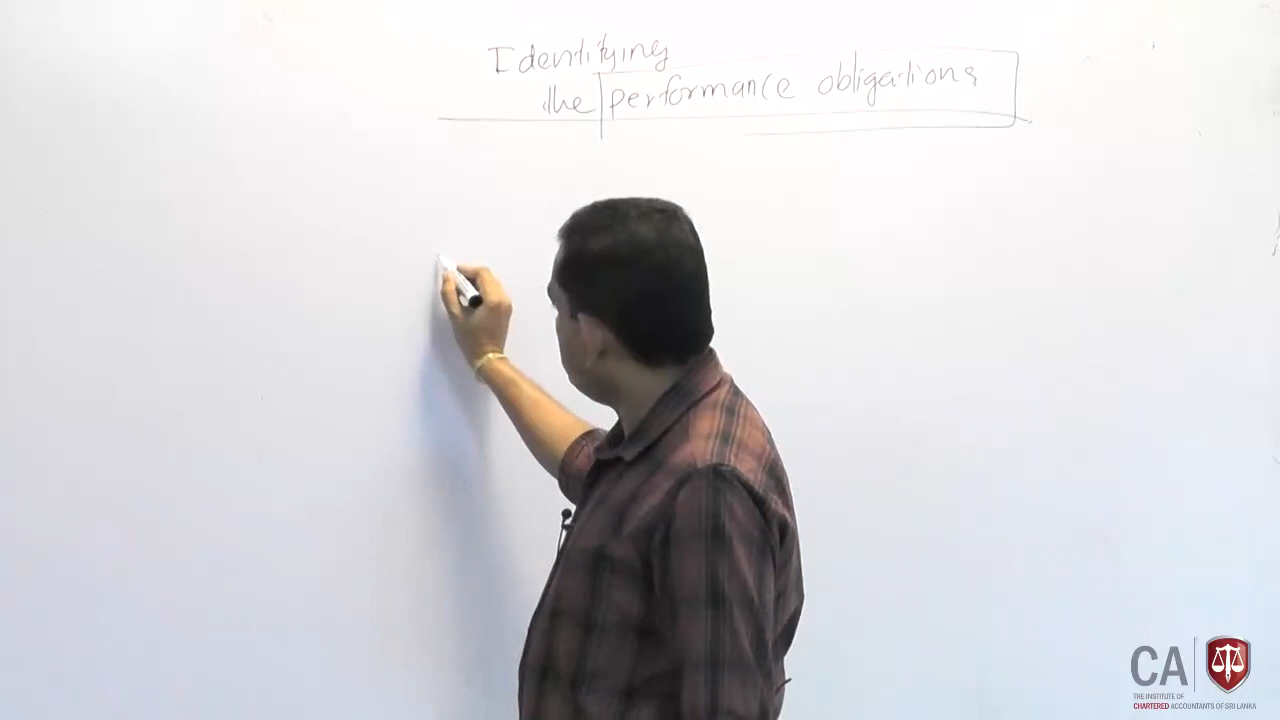 Identifying
the performance obligations
CA
THE INSTITUTE OF
CHARTERED ACCOUNTANTS OF SRI LANKA